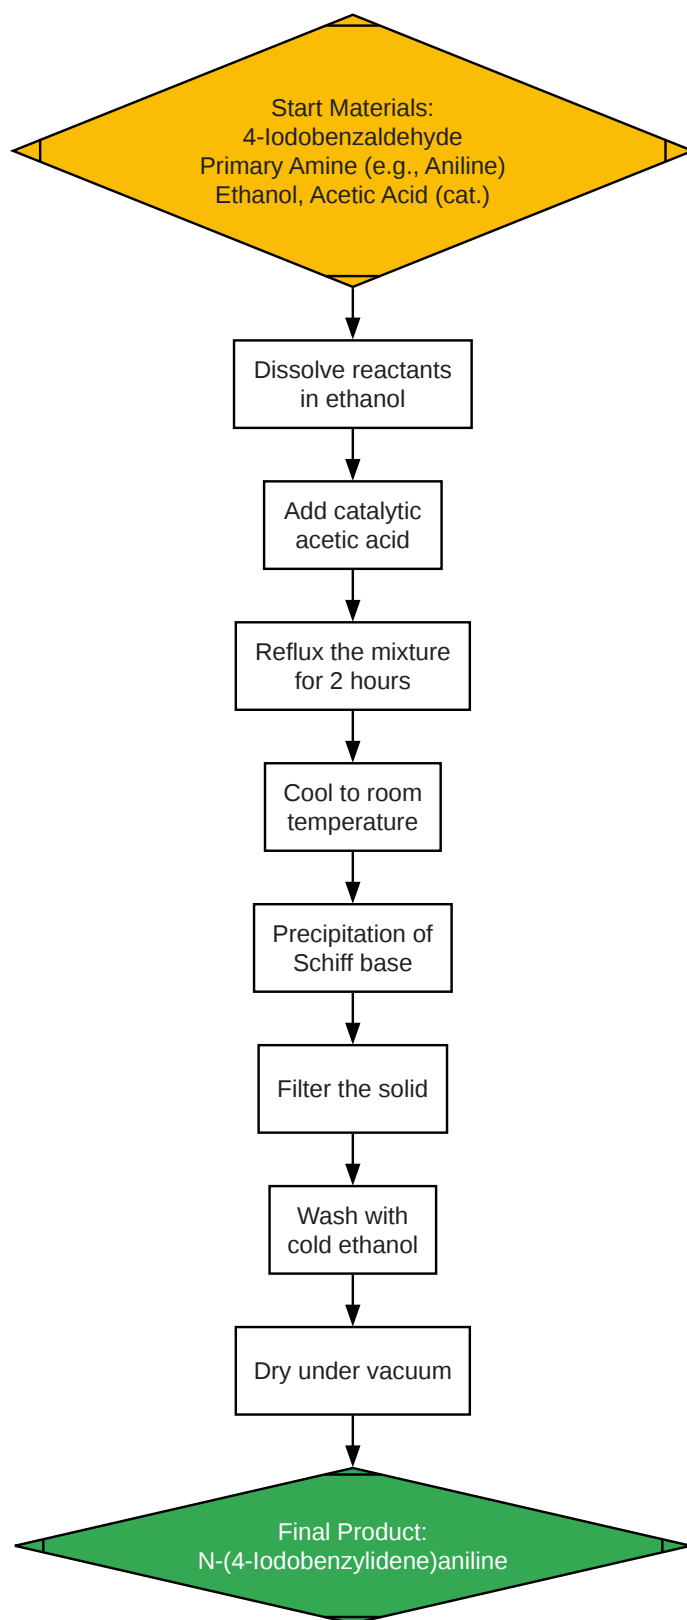 Start Materials:
4-Iodobenzaldehyde
Primary Amine (e.g., Aniline)
Ethanol, Acetic Acid (cat.)
Dissolve reactants
in ethanol
Add catalytic
acetic acid
Reflux the mixture
for 2 hours
Cool to room
temperature
Precipitation of
Schiff base
Filter the solid
Wash with
cold ethanol
Dry under vacuum
Final Product:
N-(4-Iodobenzylidene)aniline